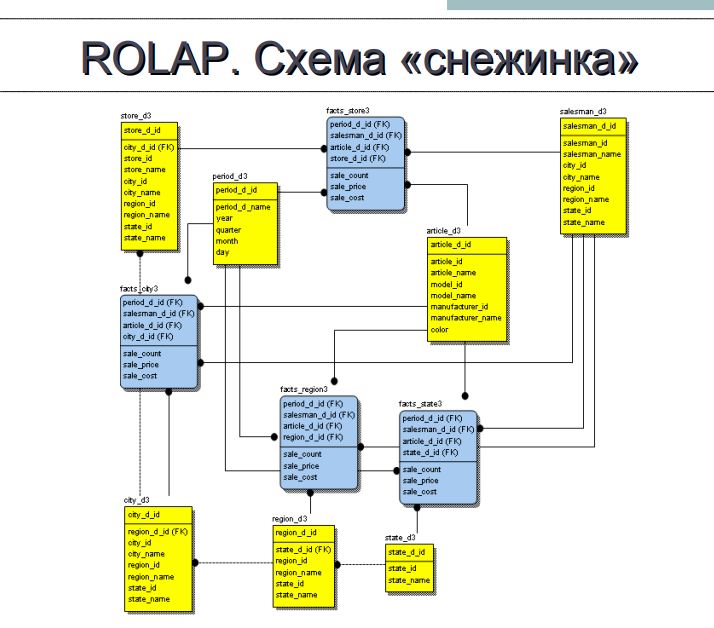 ROLAP. Схема «снежинка»
store_d3
store_d_id
city_d_id (FK)
store_id
store_name
city_id
city_name
region_id
region_name
state_id
state_name
period_d3
period_d_id
period_d_name
year
quarter
month
day
facts_store3
period_d_id (FK)
salesman_d_id (FK)
article_d_id (FK)
store_d_id (FK)
sale_count
sale_price
sale_cost
salesman_d3
salesman_d_id
salesman_id
salesman_name
city_id
city_name
region_id
region_name
state_id
state_name
article_d3
article_d_id
article_id
article_name
model_id
model_name
manufacturer_id
manufacturer_name
color
facts_city3
period_d_id (FK)
salesman_d_id (FK)
article_d_id (FK)
city_d_id (FK)
sale_count
sale_price
sale_cost
facts_region3
period_d_id (FK)
salesman_d_id (FK)
article_d_id (FK)
region_d_id (FK)
sale_count
sale_price
sale_cost
facts_state3
period_d_id (FK)
salesman_d_id (FK)
article_d_id (FK)
state_d_id (FK)
sale_count
sale_price
sale_cost
city_d3
city_d_id
region_d_id (FK)
city_id
city_name
region_id
region_name
state_id
state_name
region_d3
region_d_id
state_d_id (FK)
region_id
region_name
state_id
state_name
state_d3
state_d_id
state_id
state_name